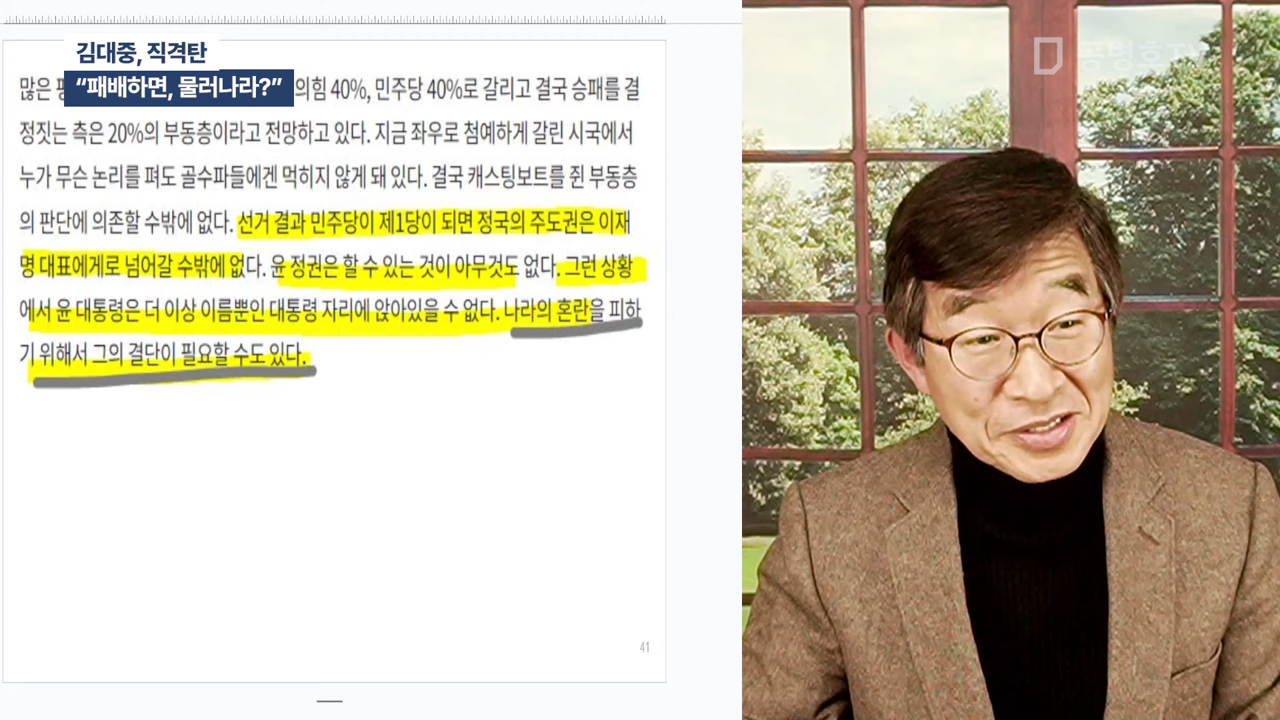 김대중, 직격탄
“패배하면, 물러나라?”
많은 의힘 40%, 민주당 40%로 갈리고 결국 승패를 결
정짓는 측은 20%의 부동층이라고 전망하고 있다. 지금 좌우로 첨예하게 갈린 시국에서
누가 무슨 논리를 펴도 골수파들에겐 먹히지 않게 돼 있다. 결국 캐스팅보트를 쥔 부동층
의 판단에 의존할 수밖에 없다. 선거 결과 민주당이 제1당이 되면 정국의 주도권은 이재
명 대표에게로 넘어갈 수밖에 없다. 윤 정권은 할 수 있는 것이 아무것도 없다. 그런 상황
에서 윤 대통령은 더 이상 이름뿐인 대통령 자리에 앉아있을 수 없다. 나라의 혼란을 피하
기 위해서 그의 결단이 필요할 수도 있다.
41
공병호TV